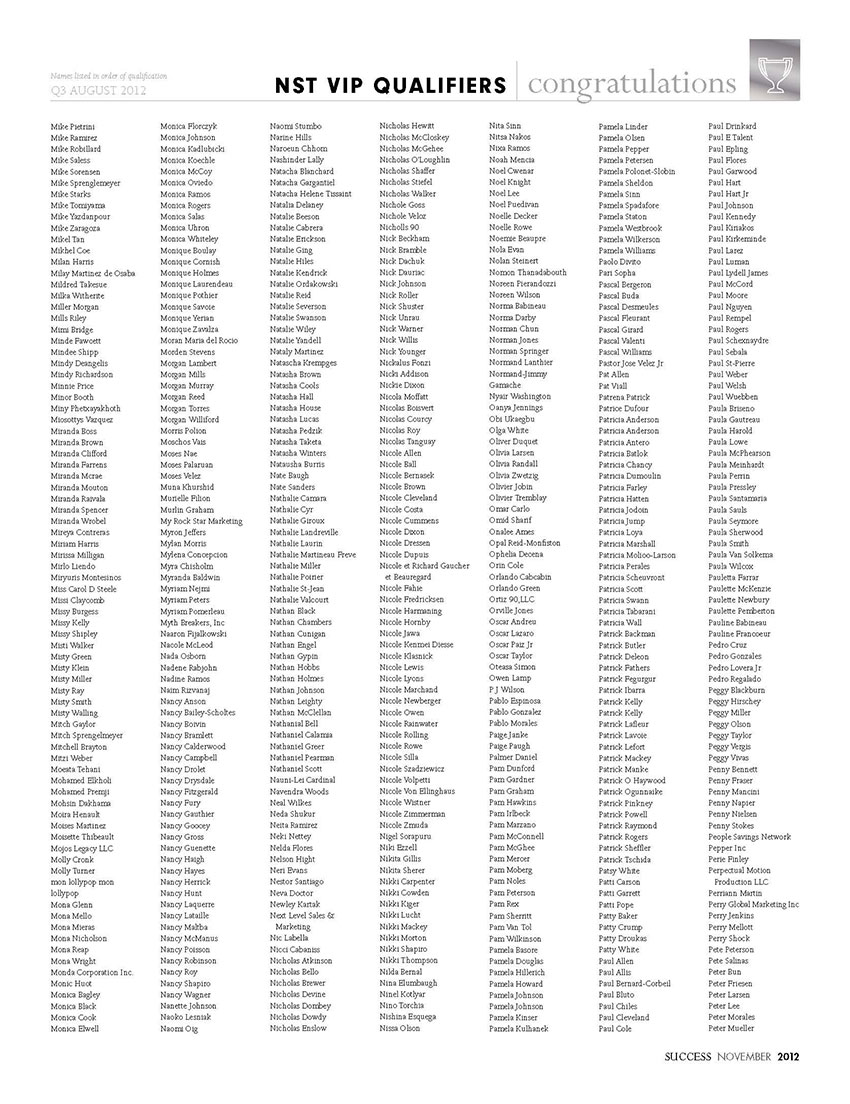 Names listed in order of qualification
Q3 AUGUST 2012
NST VIP QUALIFIERS
congratulations
Mike Pietrini
Mike Ramirez
Mike Robillard
Mike Saless
Mike Sorensen
Mike Sprenglemeyer
Mike Starks
Mike Tomiyama
Mike Yazdanpour
Mike Zaragoza
Mikel Tan
Mikhel Coe
Milan Harris
Milay Martinez de Osaba
Mildred Takesue
Milka Witherite
Miller Morgan
Mills Riley
Mimi Bridge
Minde Fawcett
Mindee Shipp
Mindy Deangelis
Mindy Richardson
Minnie Price
Minor Booth
Miny Phetxayakhoth
Miosottys Vazquez
Miranda Boss
Miranda Brown
Miranda Clifford
Miranda Farrens
Miranda Mcrae
Miranda Mouton
Miranda Raivala
Miranda Spencer
Miranda Wrobel
Mireya Contreras
Miriam Harris
Mirissa Milligan
Mirlo Liendo
Miryuris Montesinos
Miss Carol D Steele
Missi Claycomb
Missy Burgess
Missy Kelly
Missy Shipley
Misti Walker
Misty Green
Misty Klein
Misty Miller
Misty Ray
Misty Smith
Misty Walling
Mitch Gaylor
Mitch Sprengelmeyer
Mitchell Brayton
Mitzi Weber
Moeata Tehani
Mohamed Elkholi
Mohamed Premji
Mohsin Dakhama
Moira Henault
Moises Martinez
Moisette Thibeault
Mojos Legacy LLC
Molly Cronk
Molly Turner
mon lollypop mon
lollypop
Mona Glenn
Mona Mello
Mona Mieras
Mona Nicholson
Mona Reap
Mona Wright
Monda Corporation Inc.
Monic Huot
Monica Bagley
Monica Black
Monica Cook
Monica Elwell
Monica Florczyk
Monica Johnson
Monica Kadlubicki
Monica Koechle
Monica McCoy
Monica Oviedo
Monica Ramos
Monica Rogers
Monica Salas
Monica Uhron
Monica Whiteley
Monique Boulay
Monique Cornish
Monique Holmes
Monique Laurendeau
Monique Pothier
Monique Savoie
Monique Yerian
Monique Zavalza
Moran Maria del Rocio
Morden Stevens
Morgan Lambert
Morgan Mills
Morgan Murray
Morgan Reed
Morgan Torres
Morgan Williford
Morris Polion
Moschos Vais
Moses Nae
Moses Palaruan
Moses Velez
Muna Khurshid
Murielle Filion
Murlin Graham
My Rock Star Marketing
Myron Jeffers
Mylan Morris
Mylena Concepcion
Myra Chisholm
Myranda Baldwin
Myriam Nejmi
Myriam Peters
Myriam Pomerleau
Myth Breakers, Inc
Naaron Fijalkowski
Nacole McLeod
Nada Osborn
Nadene Rabjohn
Nadine Ramos
Naim Rizvanaj
Nancy Anson
Nancy Bailey-Scholtes
Nancy Boivin
Nancy Bramlett
Nancy Calderwood
Nancy Campbell
Nancy Drolet
Nancy Drysdale
Nancy Fitzgerald
Nancy Fury
Nancy Gauthier
Nancy Goocey
Nancy Gross
Nancy Guenette
Nancy Haigh
Nancy Hayes
Nancy Herrick
Nancy Hunt
Nancy Laquerre
Nancy Lataille
Nancy Maltba
Nancy McManus
Nancy Poisson
Nancy Robinson
Nancy Roy
Nancy Shapiro
Nancy Wagner
Nanette Johnson
Naoko Lesniak
Naomi Oig
Naomi Stumbo
Narine Hills
Naroeun Chhorn
Nashinder Lally
Natacha Blanchard
Natacha Gargantiel
Natacha Helene Tissaint
Natalia Delaney
Natalie Beeson
Natalie Cabrera
Natalie Erickson
Natalie Ging
Natalie Hiles
Natalie Kendrick
Natalie Ordakowski
Natalie Reid
Natalie Severson
Natalie Swanson
Natalie Wiley
Natalie Yandell
Nataly Martinez
Natascha Krempges
Natasha Brown
Natasha Cools
Natasha Hall
Natasha House
Natasha Lucas
Natasha Pedzik
Natasha Taketa
Natasha Winters
Natausha Burris
Nate Baugh
Nate Sanders
Nathalie Camara
Nathalie Cyr
Nathalie Giroux
Nathalie Landreville
Nathalie Laurin
Nathalie Martineau Freve
Nathalie Miller
Nathalie Poirier
Nathalie St-Jean
Nathalie Valcourt
Nathan Black
Nathan Chambers
Nathan Cunigan
Nathan Engel
Nathan Gypin
Nathan Hobbs
Nathan Holmes
Nathan Johnson
Nathan Leighty
Nathan McClellan
Nathanial Bell
Nathaniel Calamia
Nathaniel Greer
Nathaniel Pearman
Nathaniel Scott
Nauni-Lei Cardinal
Navendra Woods
Neal Wilkes
Neda Shukur
Neita Ramirez
Neki Nettey
Nelda Flores
Nelson Hight
Neri Evans
Nestor Santiago
Neva Doctor
Newley Kartak
Next Level Sales &
Marketing
Nic Labella
Nicci Cabaniss
Nicholas Atkinson
Nicholas Bello
Nicholas Brewer
Nicholas Devine
Nicholas Dombey
Nicholas Dowdy
Nicholas Enslow
Nicholas Hewitt
Nicholas McCloskey
Nicholas McGehee
Nicholas O'Loughlin
Nicholas Shaffer
Nicholas Stiefel
Nicholas Walker
Nichole Goss
Nichole Veloz
Nicholls 90
Nick Beckham
Nick Bramble
Nick Dachuk
Nick Dauriac
Nick Johnson
Nick Roller
Nick Shuster
Nick Unrau
Nick Warner
Nick Willis
Nick Younger
Nickalus Fonzi
Nicki Addison
Nickie Dixon
Nicola Moffatt
Nicolas Boisvert
Nicolas Courcy
Nicolas Roy
Nicolas Tanguay
Nicole Allen
Nicole Ball
Nicole Bernasek
Nicole Brown
Nicole Cleveland
Nicole Costa
Nicole Cummens
Nicole Dixon
Nicole Dressen
Nicole Dupuis
Nicole et Richard Gaucher
et Beauregard
Nicole Fahie
Nicole Fredricksen
Nicole Harmaning
Nicole Hornby
Nicole Jawa
Nicole Kenmei Diesse
Nicole Klasnick
Nicole Lewis
Nicole Lyons
Nicole Marchand
Nicole Newberger
Nicole Owen
Nicole Rainwater
Nicole Rolling
Nicole Rowe
Nicole Silla
Nicole Szadziewicz
Nicole Volpetti
Nicole Von Ellinghaus
Nicole Wistner
Nicole Zimmerman
Nicole Zmuda
Nigel Sorapuru
Niki Ezzell
Nikita Gillis
Nikita Sherer
Nikki Carpenter
Nikki Cowden
Nikki Kiger
Nikki Lucht
Nikki Mackey
Nikki Morton
Nikki Shapiro
Nikki Thompson
Nilda Bernal
Nina Elumbaugh
Ninel Kotlyar
Nino Torchia
Nishina Esquega
Nissa Olson
Nita Sinn
Nitsa Nakos
Nixa Ramos
Noah Mencia
Noel Cwenar
Noel Knight
Noel Lee
Noel Puedivan
Noelle Decker
Noelle Rowe
Noemie Beaupre
Nola Evan
Nolan Steinert
Nomon Thanadabouth
Noreen Pierandozzi
Noreen Wilson
Norma Babineau
Norma Darby
Norman Chun
Norman Jones
Norman Springer
Normand Lanthier
Normand-Jimmy
Gamache
Nyair Washington
Oanya Jennings
Obi Ukaegbu
Olga White
Oliver Duquet
Olivia Larsen
Olivia Randall
Olivia Zwetzig
Olivier Jobin
Olivier Tremblay
Omar Carlo
Omid Sharif
Onalee Ames
Opal Reid-Monfiston
Ophelia Decena
Orin Cole
Orlando Cabcabin
Orlando Green
Ortiz 90,LLC
Orville Jones
Oscar Andreu
Oscar Lazaro
Oscar Paiz Jr
Oscar Taylor
Oteasa Simon
Owen Lamp
P J Wilson
Pablo Espinosa
Pablo Gonzalez
Pablo Morales
Paige Janke
Paige Paugh
Palmer Daniel
Pam Dunford
Pam Gardner
Pam Graham
Pam Hawkins
Pam Irlbeck
Pam Marzano
Pam McConnell
Pam McGhee
Pam Mercer
Pam Moberg
Pam Noles
Pam Peterson
Pam Rex
Pam Sherritt
Pam Van Tol
Pam Wilkinson
Pamela Basore
Pamela Douglas
Pamela Hillerich
Pamela Howard
Pamela Johnson
Pamela Johnson
Pamela Kinser
Pamela Kulhanek
Pamela Linder
Pamela Olsen
Pamela Pepper
Pamela Petersen
Pamela Polonet-Slobin
Pamela Sheldon
Pamela Sinn
Pamela Spadafore
Pamela Staton
Pamela Westbrook
Pamela Wilkerson
Pamela Williams
Paolo Divito
Pari Sopha
Pascal Bergeron
Pascal Buda
Pascal Desmeules
Pascal Fleurant
Pascal Girard
Pascal Valenti
Pascal Williams
Pastor Jose Velez Jr
Pat Allen
Pat Viall
Patrena Patrick
Patrice Dufour
Patricia Anderson
Patricia Anderson
Patricia Antero
Patricia Batlok
Patricia Chancy
Patricia Dumoulin
Patricia Farley
Patricia Hatten
Patricia Jodoin
Patricia Jump
Patricia Loya
Patricia Marshall
Patricia Molico-Larson
Patricia Perales
Patricia Scheuvront
Patricia Scott
Patricia Swann
Patricia Tabarani
Patricia Wall
Patrick Backman
Patrick Butler
Patrick Deleon
Patrick Fathers
Patrick Fegurgur
Patrick Ibarra
Patrick Kelly
Patrick Kelly
Patrick Lafleur
Patrick Lavoie
Patrick Lefort
Patrick Mackey
Patrick Manke
Patrick O Haywood
Patrick Ogunnaike
Patrick Pinkney
Patrick Powell
Patrick Raymond
Patrick Rogers
Patrick Sheffler
Patrick Tschida
Patsy White
Patti Carson
Patti Garrett
Patti Pope
Patty Baker
Patty Crump
Patty Droukas
Patty White
Paul Allen
Paul Allis
Paul Bernard-Corbeil
Paul Bluto
Paul Chiles
Paul Cleveland
Paul Cole
Paul Drinkard
Paul E Talent
Paul Epling
Paul Flores
Paul Garwood
Paul Hart
Paul Hart Jr
Paul Johnson
Paul Kennedy
Paul Kiriakos
Paul Kirkeminde
Paul Larez
Paul Luman
Paul Lydell James
Paul McCord
Paul Moore
Paul Nguyen
Paul Rempel
Paul Rogers
Paul Schexnaydre
Paul Sebala
Paul St-Pierre
Paul Weber
Paul Welsh
Paul Wuebben
Paula Briseno
Paula Gautreau
Paula Harold
Paula Lowe
Paula McPhearson
Paula Meinhardt
Paula Perrin
Paula Pressley
Paula Santamaria
Paula Sauls
Paula Seymore
Paula Sherwood
Paula Smith
Paula Van Solkema
Paula Wilcox
Pauletta Farrar
Paulette McKenzie
Paulette Newbury
Paulette Pemberton
Pauline Babineau
Pauline Francoeur
Pedro Cruz
Pedro Gonzales
Pedro Lovera Jr
Pedro Regalado
Peggy Blackburn
Peggy Hirschey
Peggy Miller
Peggy Olson
Peggy Taylor
Peggy Vergis
Peggy Vivas
Penny Bennett
Penny Fraser
Penny Mancini
Penny Napier
Penny Nielsen
Penny Stokes
People Savings Network
Pepper Inc
Perie Finley
Perpetual Motion
Production LLC
Perriann Martin
Perry Global Marketing Inc
Perry Jenkins
Perry Mellott
Perry Shock
Pete Peterson
Pete Salinas
Peter Bun
Peter Friesen
Peter Larsen
Peter Lee
Peter Morales
Peter Mueller
SUCCESS NOVEMBER 2012